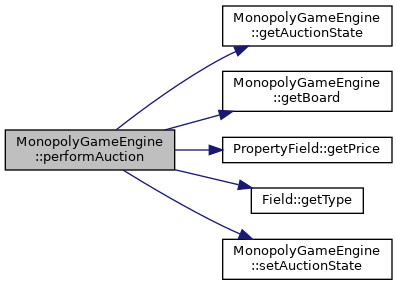 MonopolyGameEngine
::performAuction
MonopolyGameEngine
::getAuctionState
MonopolyGameEngine
::getBoard
PropertyField::getPrice
Field::getType
MonopolyGameEngine
::setAuctionState